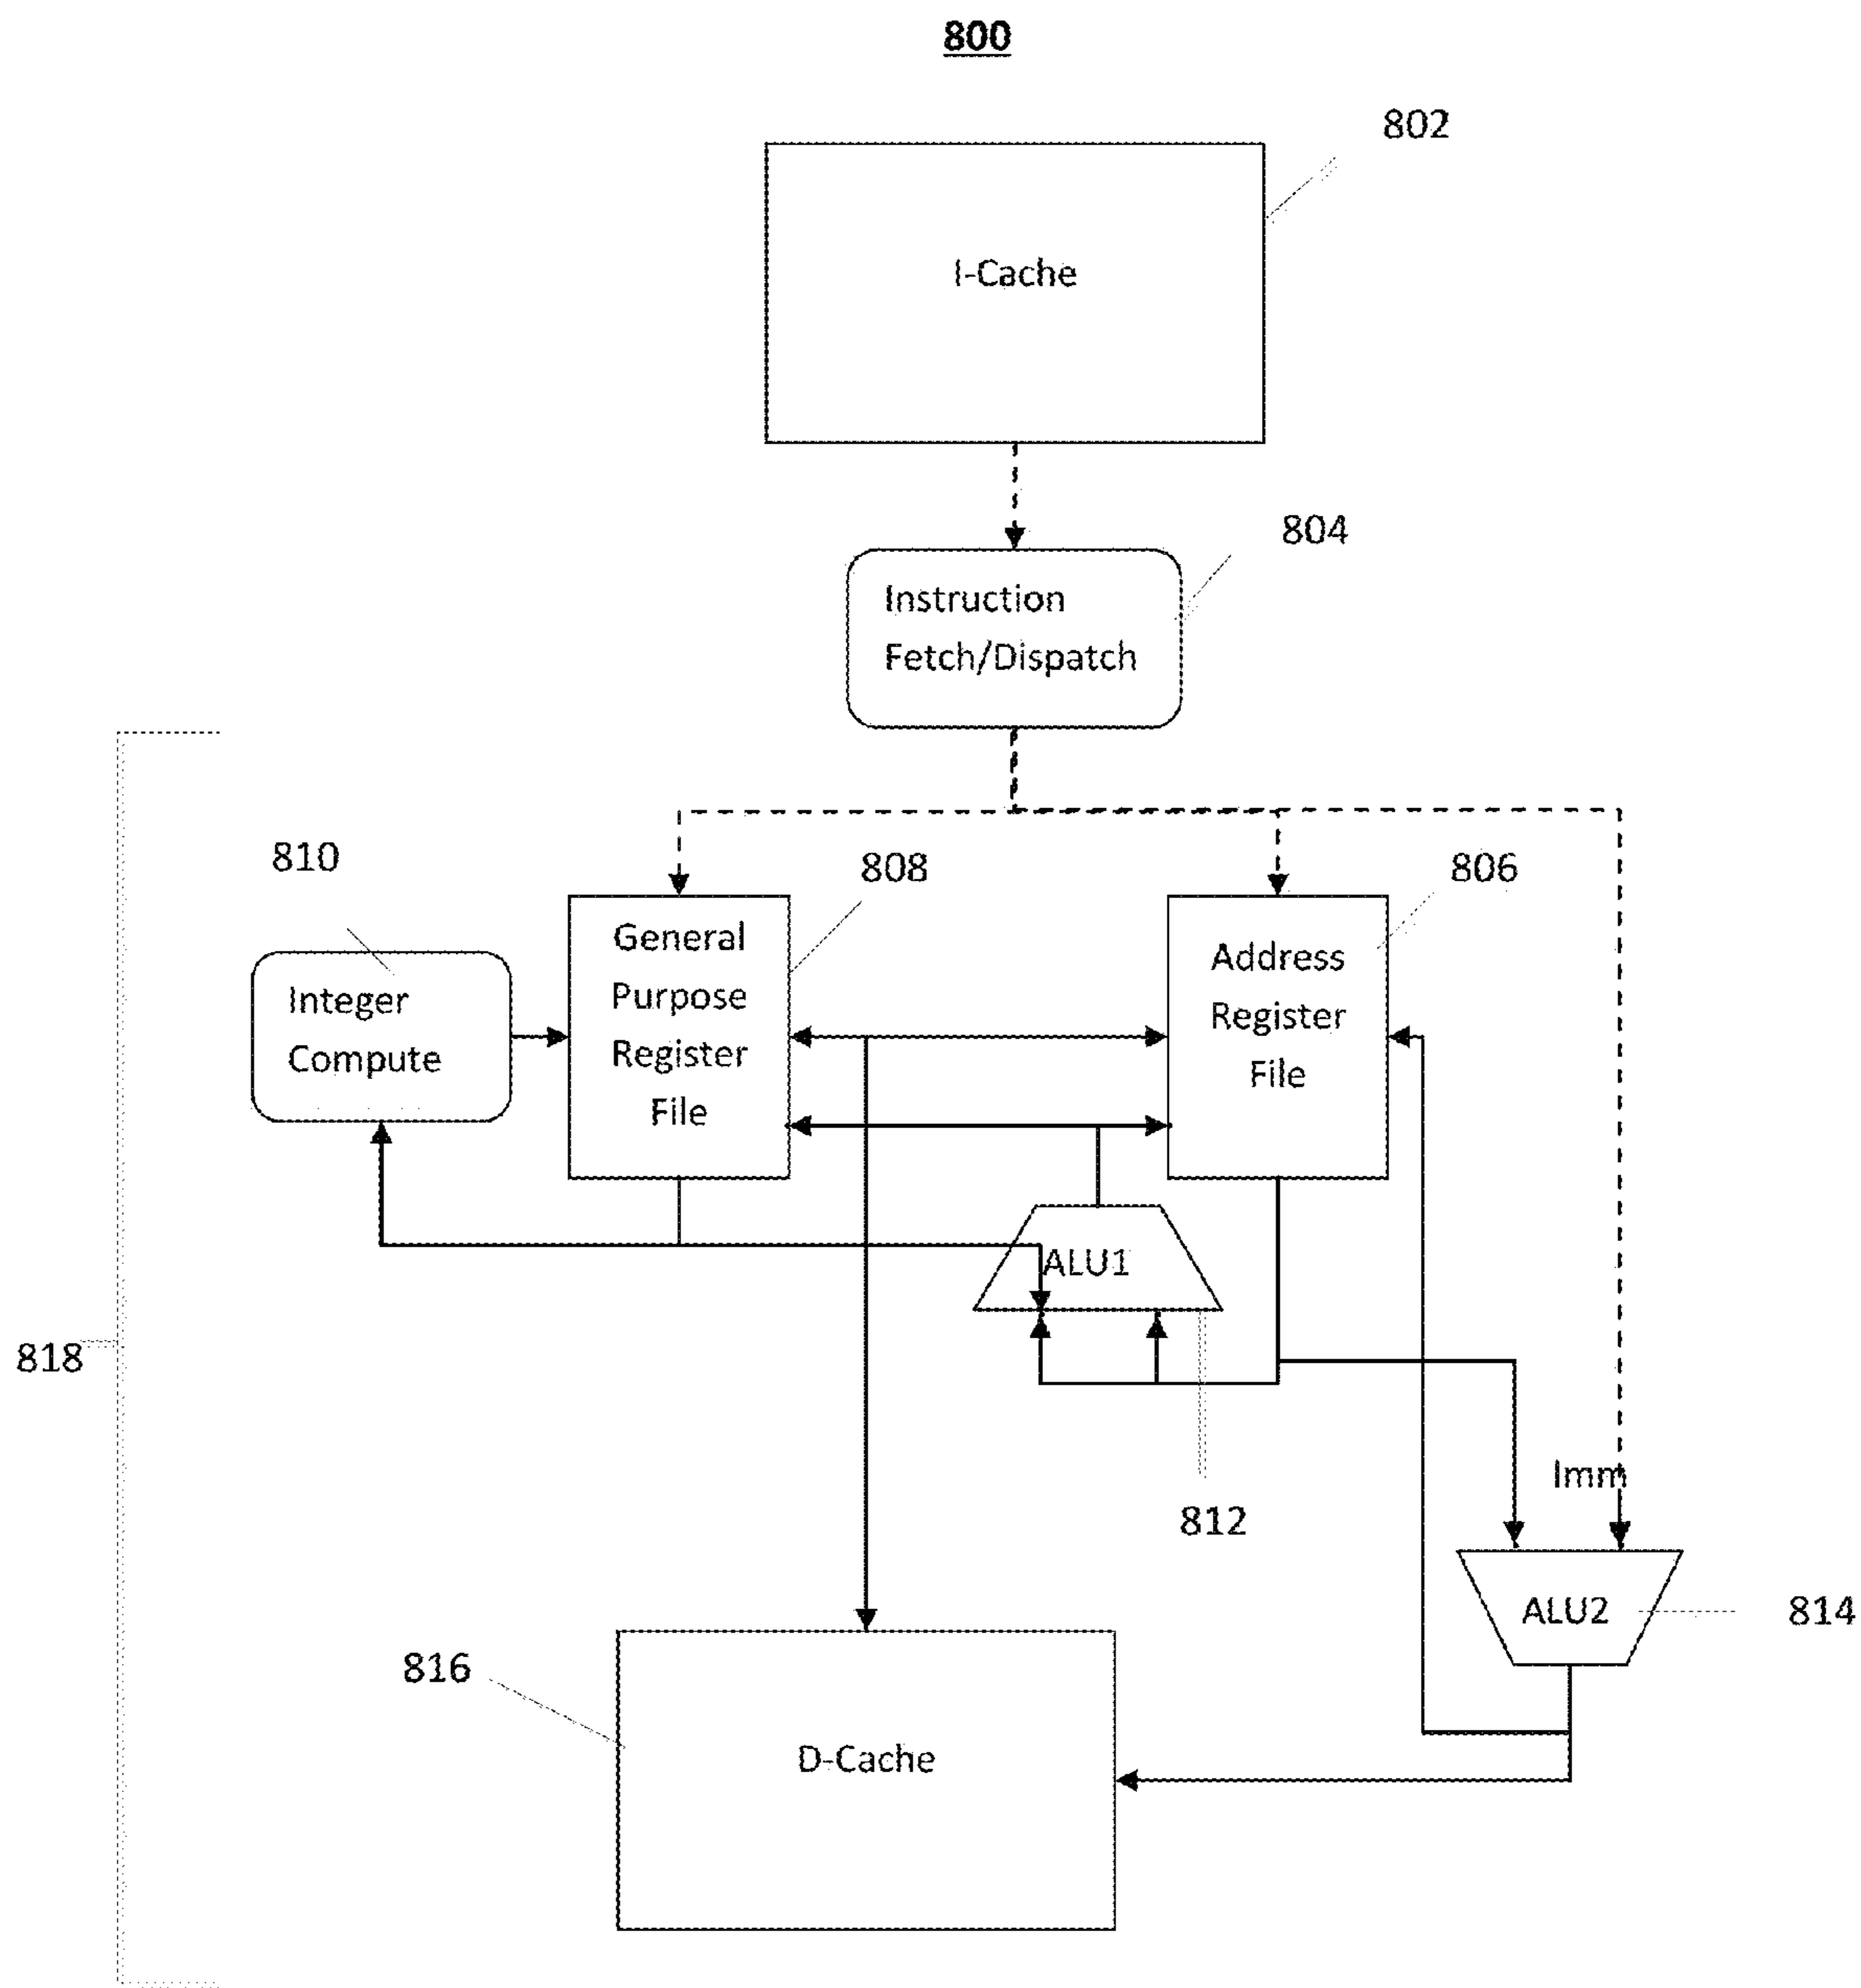 800
802
I-Cache
804
Instruction
Fetch/Dispatch
810
808
806
General
Purpose
Register
File
Address
Register
File
Integer
Compute
ALU1
818
Imm
812
ALU2
814
816
D-Cache